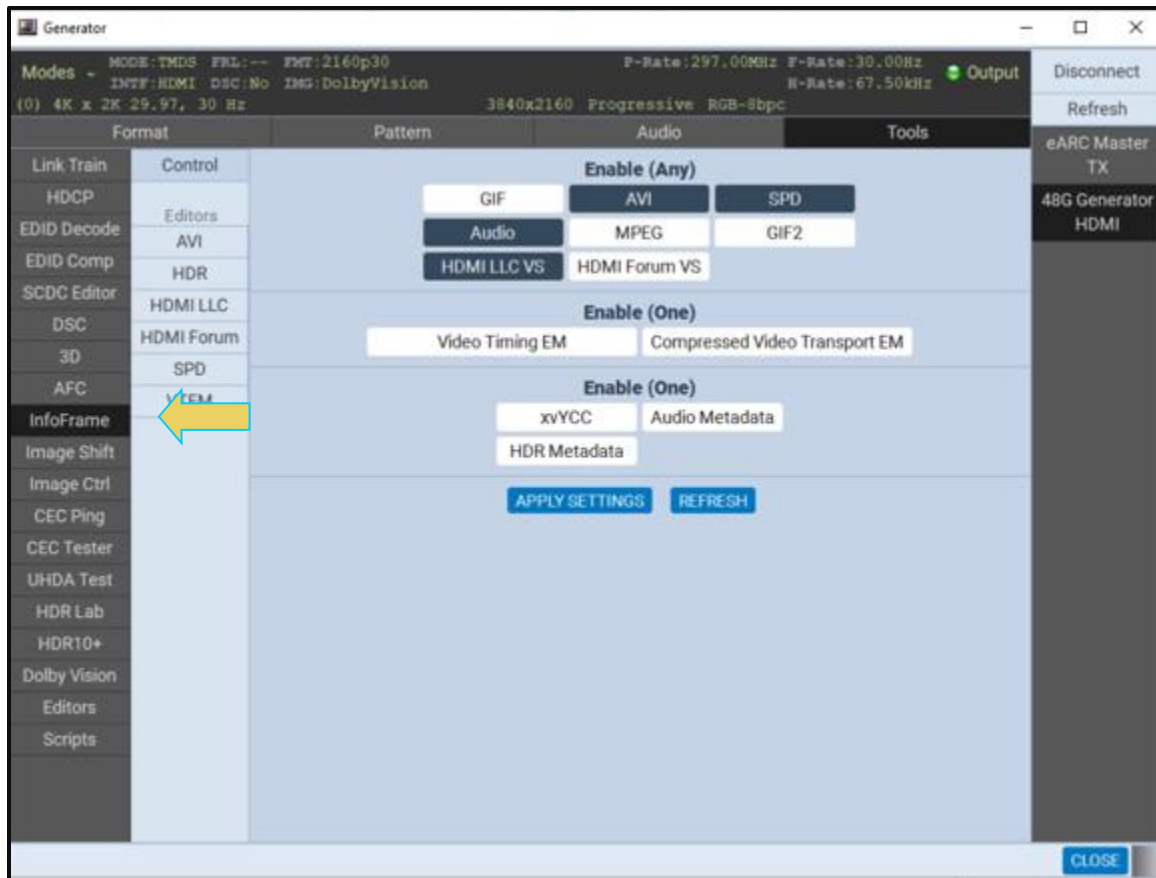 Generator
Modes MODE:TMDS FRL:-- FMT:2160p30 P-Rate:297.00MHz F-Rate:30.00Hz Output
INTF:HDMI DSC:No IMG:DolbyVision H-Rate:67.50kHz
(0) 4K x 2K 29.97, 30 Hz 3840x2160 Progressive RGB-8bpc
Disconnect
Refresh
eARC Master
TX
48G Generator
HDMI
Format Pattern Audio Tools
Link Train
HDCP
EDID Decode
EDID Comp
SCDC Editor
DSC
3D
AFC
InfoFrame
Image Shift
Image Ctrl
CEC Ping
CEC Tester
UHDA Test
HDR Lab
HDR10+
Dolby Vision
Editors
Scripts
Control
Editors
AVI
HDR
HDMI LLC
HDMI Forum
SPD
Enable (Any)
GIF AVI SPD
Audio MPEG GIF2
HDMI LLC VS HDMI Forum VS
Enable (One)
Video Timing EM Compressed Video Transport EM
Enable (One)
xvYCC Audio Metadata
HDR Metadata
APPLY SETTINGS REFRESH
CLOSE